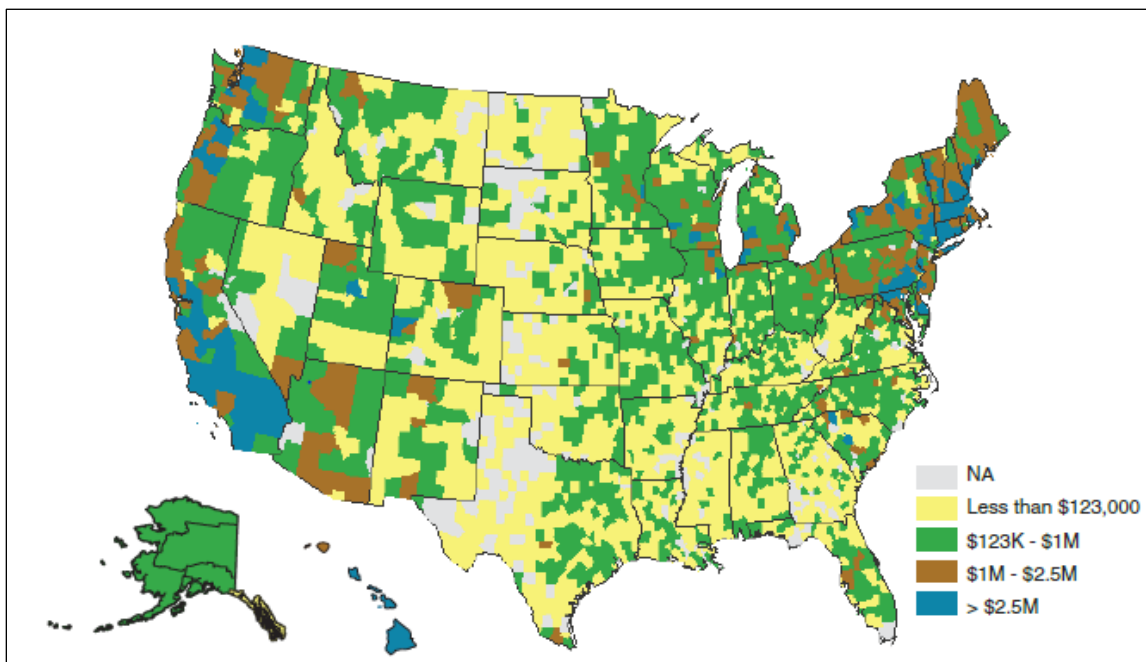 NA
Less than $123,000
$123K - $1M
$1M - $2.5M
> $2.5M